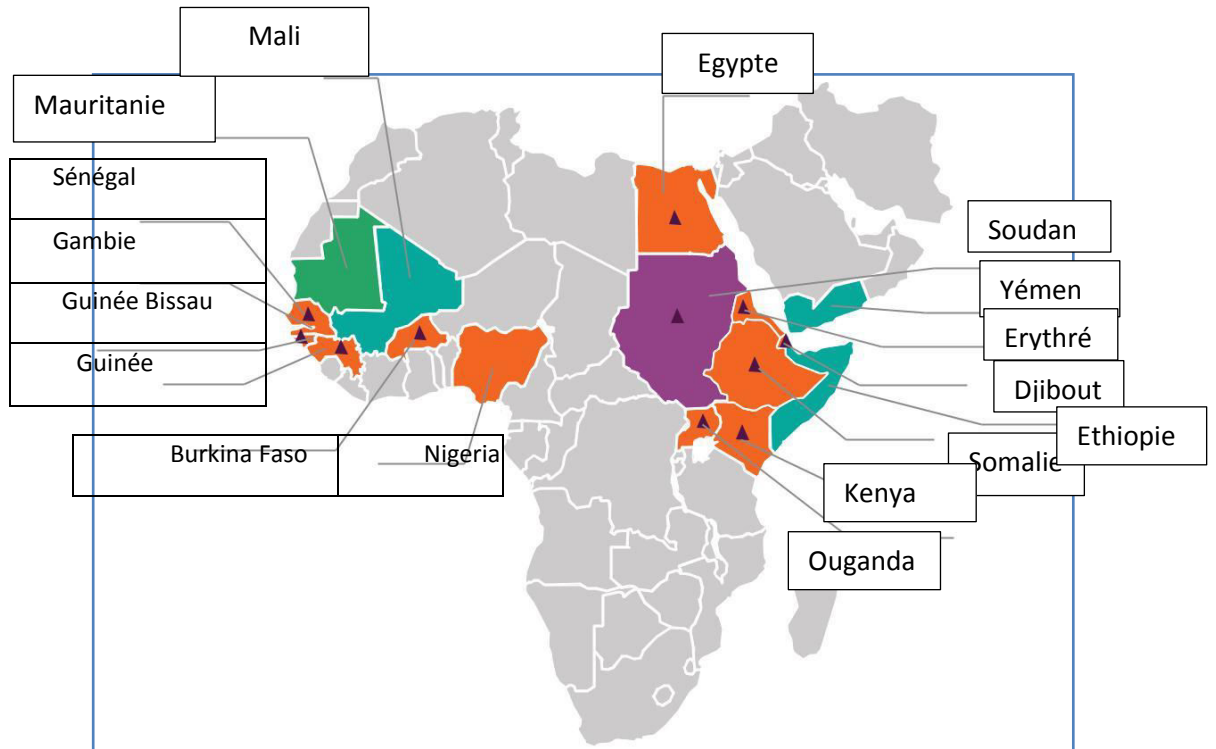 Mali
Egypte
Mauritanie
Sénégal
Gambie
Guinée Bissau
Guinée
Soudan
Yémen
Erythré
Djibout
Ethiopie
Somalie
Burkina Faso
Nigeria
Kenya
Ouganda